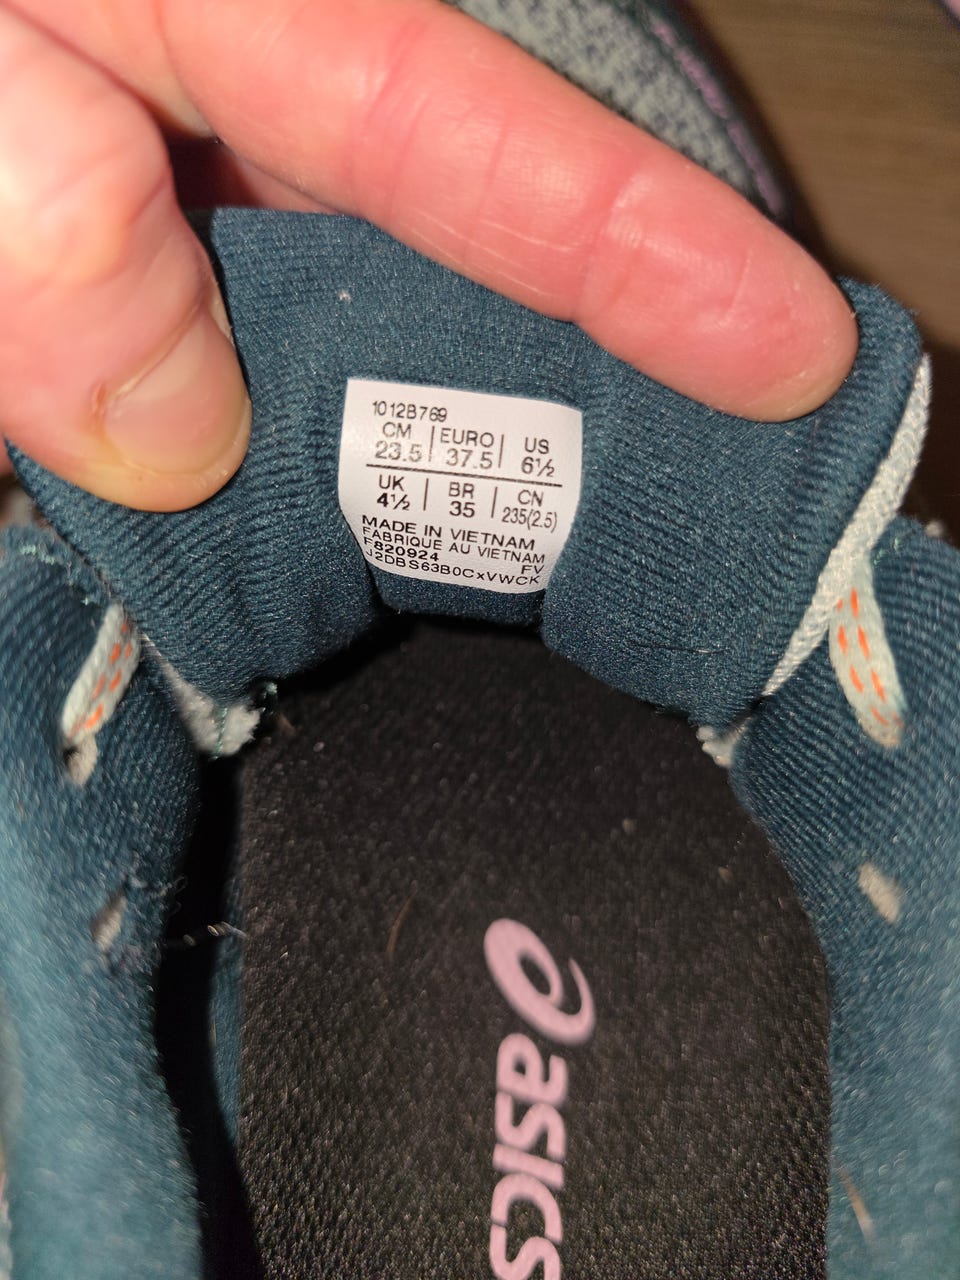 1012B769
CM | EURO | US
23.5 | 37.5 | 6½
UK | BR | CN
4½ | 35 | 235(2.5)
MADE IN VIETNAM
FABRIQUE AU VIETNAM
F820924 FV
J2DBS63B0CxVWCK
asics